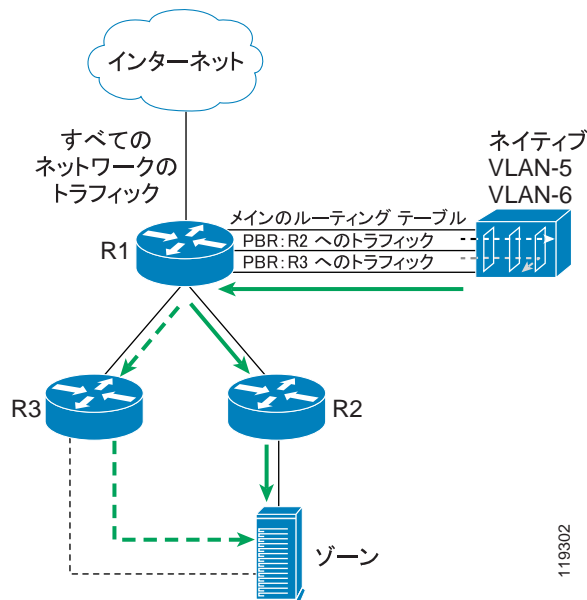 インターネット
すべての
ネットワークの
トラフィック
ネイティブ
VLAN-5
VLAN-6
メインのルーティング テーブル
PBR:R2 へのトラフィック
PBR:R3 へのトラフィック
R1
R3
R2
ゾーン
119302